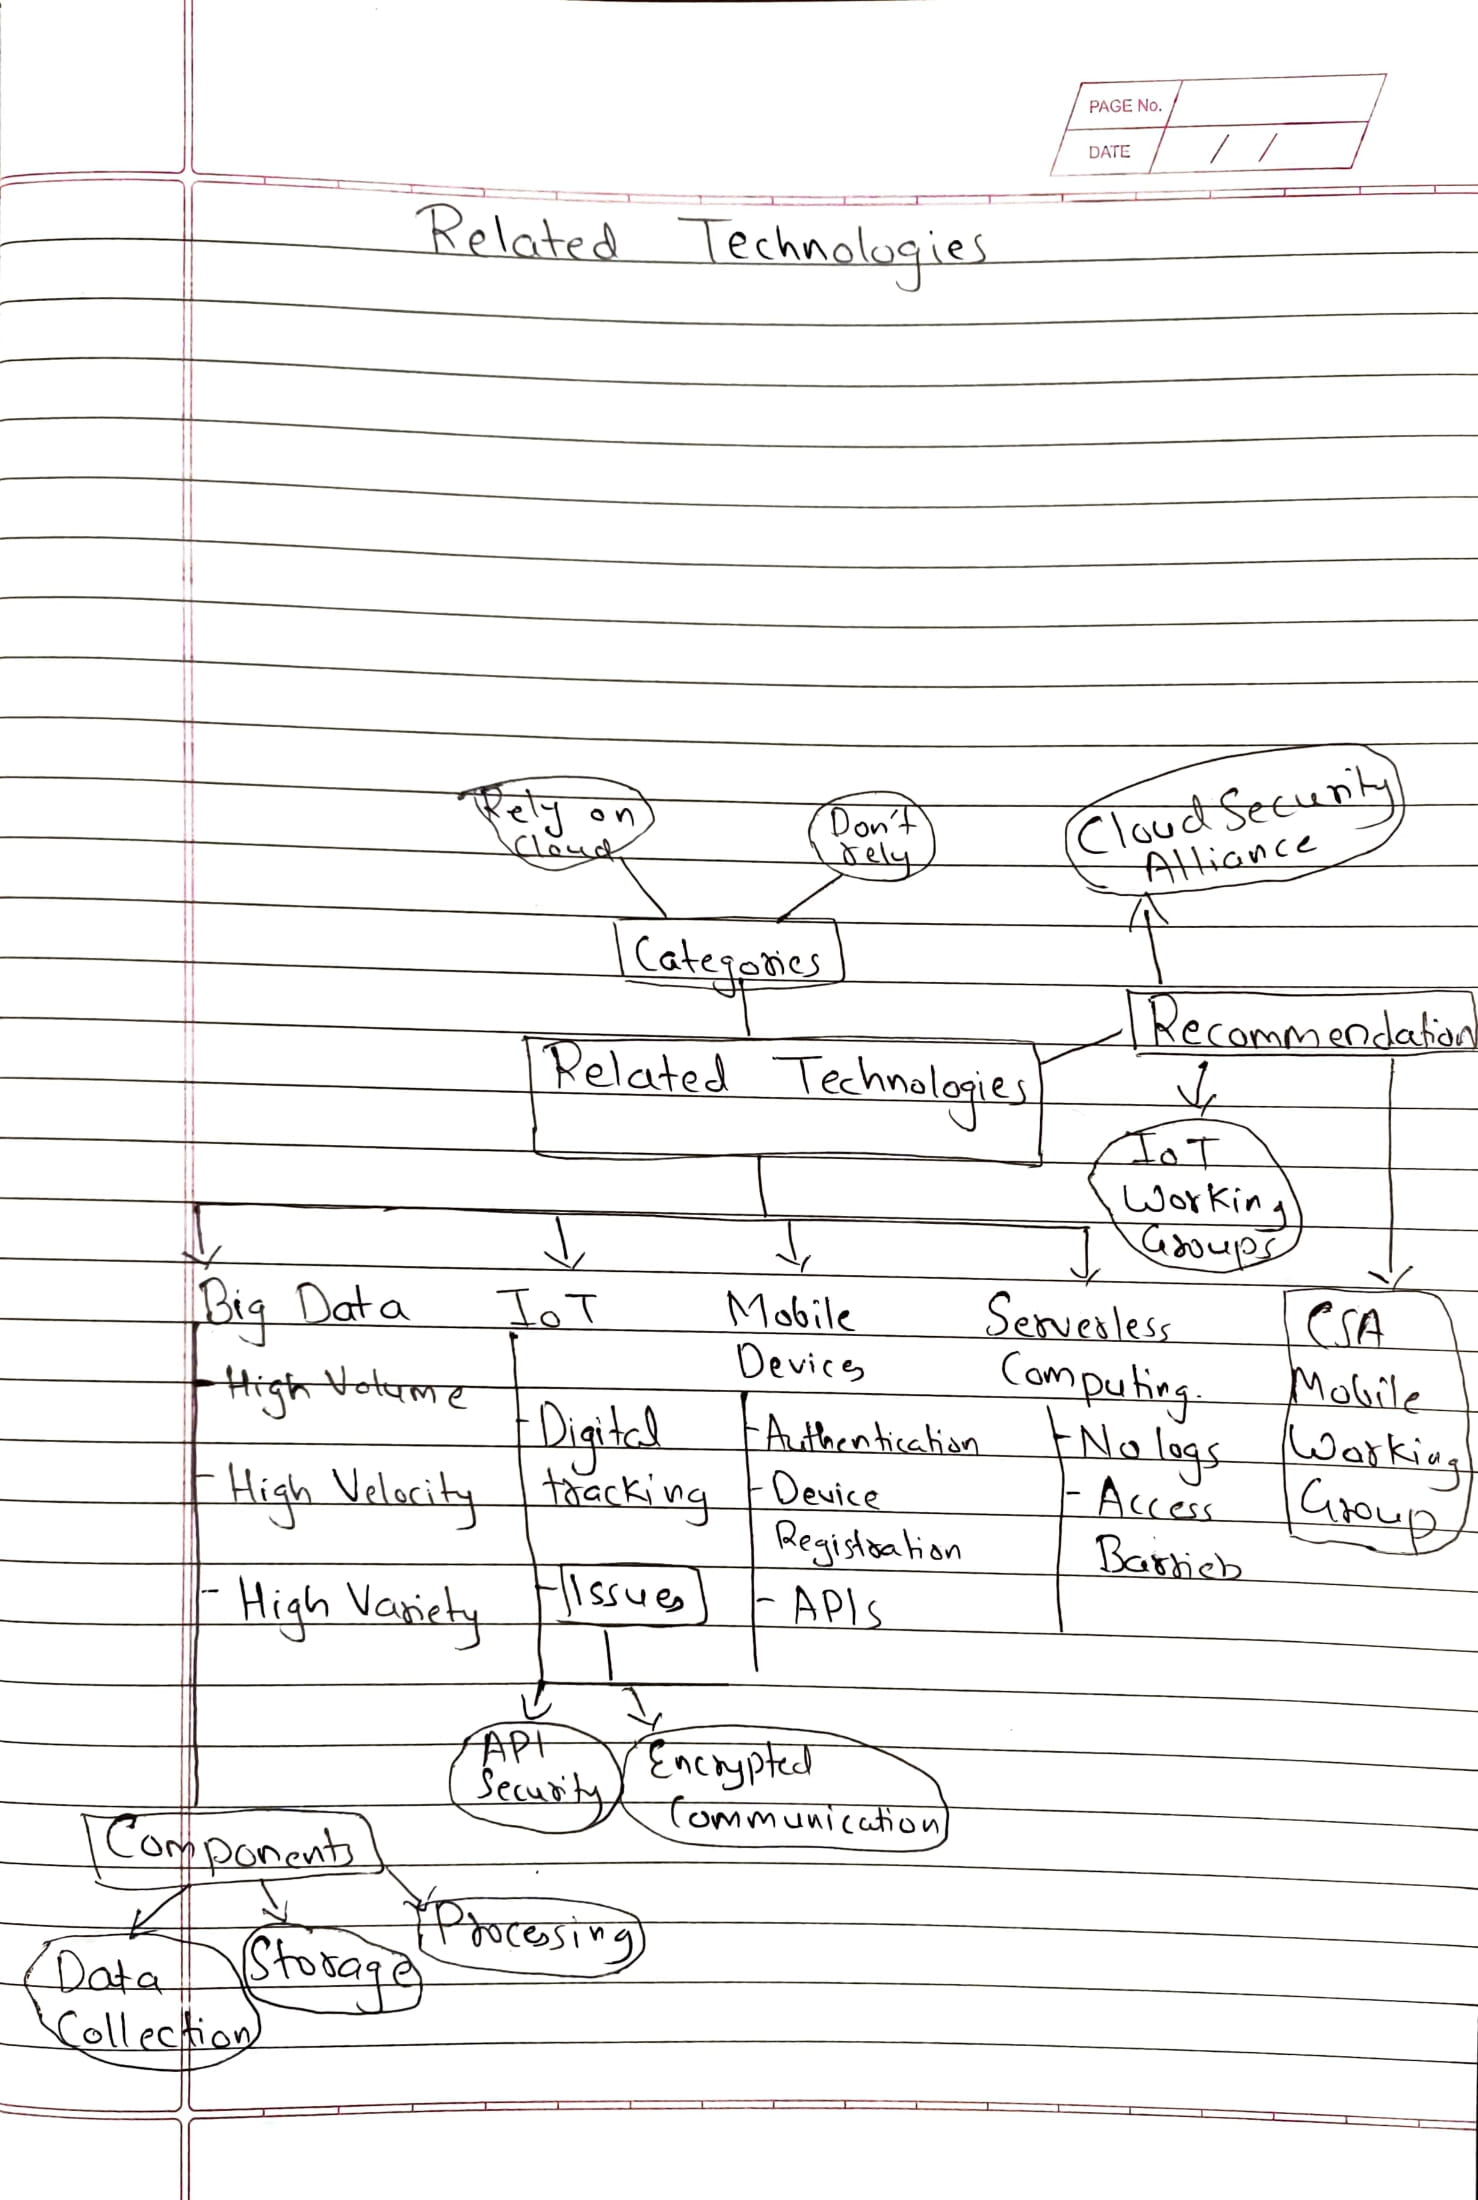 PAGE No.
DATE / /
Related Technologies
Rely on
Cloud
Don't
rely
Cloud Security
Alliance
Categories
Recommendation
Related Technologies
IoT
Working
Groups
Big Data
- High Volume
- High Velocity
- High Variety
IoT
- Digital
tracking
- Issues
Mobile
Devices
- Authentication
- Device
Registration
- APIs
Serverless
Computing.
- No logs
- Access
CSA
Mobile
Working
Group
API
Security
Encrypted
Communication
Components
Data
Collection
Storage
Processing